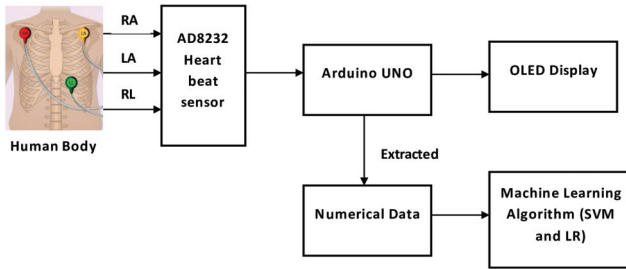 RA
LA
RL
Human Body
AD8232
Heart
beat
sensor
Arduino UNO
OLED Display
Extracted
Numerical Data
Machine Learning
Algorithm (SVM
and LR)